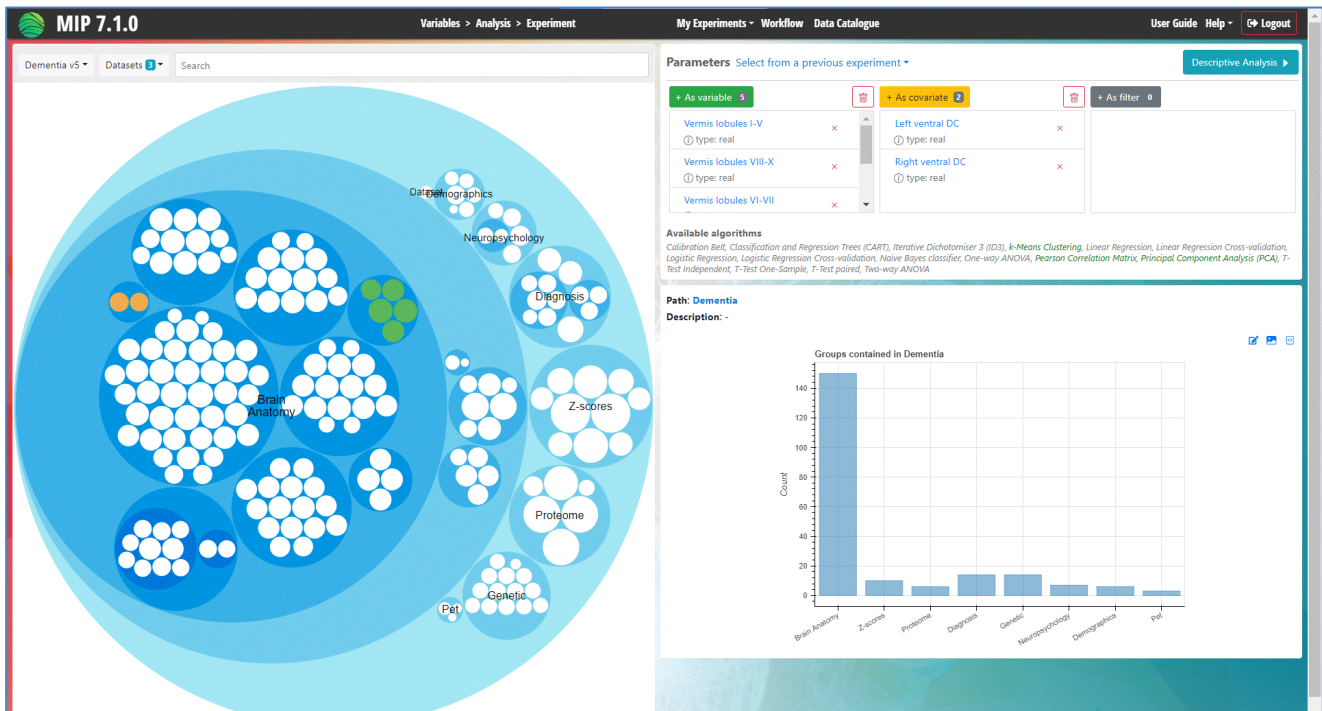 MIP 7.1.0
Variables > Analysis > Experiment
My Experiments
Workflow
Data Catalogue
User Guide
Help
Logout
Dementia v5
Datasets 3
Search
Dataset
Demographics
Neuropsychology
Diagnosis
Brain
Anatomy
Z-scores
Proteome
Genetic
Pet
Parameters Select from a previous experiment
Descriptive Analysis
+ As variable 5
Vermis lobules I-V
type: real
Vermis lobules VIII-X
type: real
Vermis lobules VI-VII
+ As covariate 2
Left ventral DC
type: real
Right ventral DC
type: real
+ As filter 0
Available algorithms
Calibration Belt, Classification and Regression Trees (CART), Iterative Dichotomiser 3 (ID3), k-Means Clustering, Linear Regression, Linear Regression Cross-validation,
Logistic Regression, Logistic Regression Cross-validation, Naive Bayes classifier, One-way ANOVA, Pearson Correlation Matrix, Principal Component Analysis (PCA), T-
Test Independent, T-Test One-Sample, T-Test paired, Two-way ANOVA
Path: Dementia
Description: -
Groups contained in Dementia
Count
140
120
100
80
60
40
20
0
Brain Anatomy
Z-scores
Proteome
Diagnosis
Genetic
Neuropsychology
Demographics
Pet